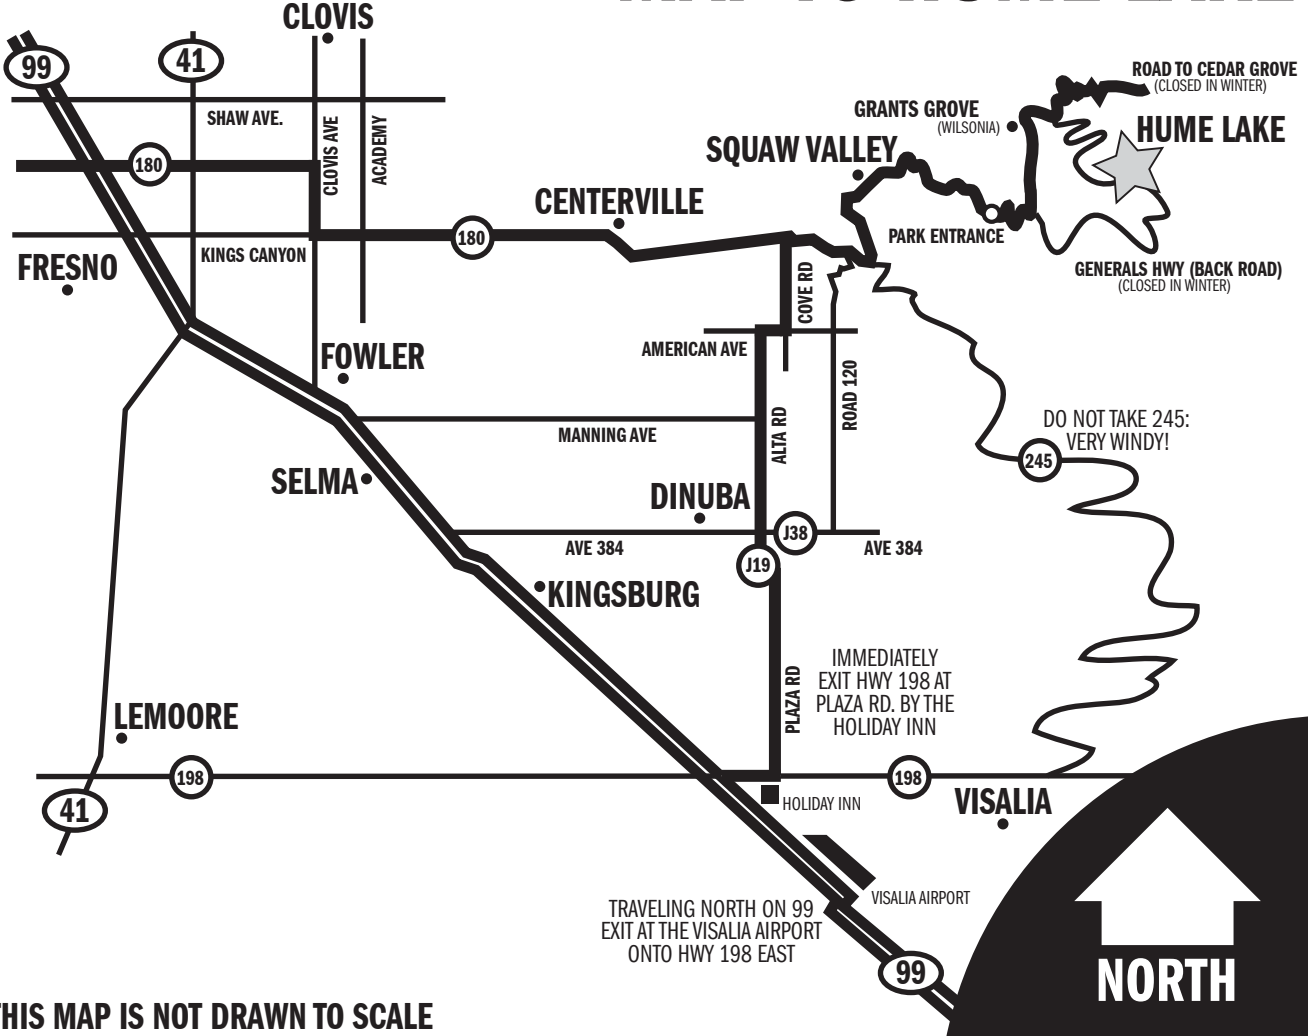 CLOVIS
99
41
ROAD TO CEDAR GROVE
(CLOSED IN WINTER)
SHAW AVE.
CLOVIS AVE
ACADEMY
GRANTS GROVE
(WILSONIA)
HUME LAKE
SQUAW VALLEY
180
CENTERVILLE
180
KINGS CANYON
PARK ENTRANCE
FRESNO
GENERALS HWY (BACK ROAD)
(CLOSED IN WINTER)
COVE RD
AMERICAN AVE
FOWLER
ROAD 120
MANNING AVE
ALTA RD
DO NOT TAKE 245:
VERY WINDY!
245
SELMA
DINUBA
J38
AVE 384
AVE 384
J19
KINGSBURG
IMMEDIATELY
EXIT HWY 198 AT
PLAZA RD. BY THE
HOLIDAY INN
PLAZA RD
LEMOORE
198
198
41
HOLIDAY INN
VISALIA
VISALIA AIRPORT
TRAVELING NORTH ON 99
EXIT AT THE VISALIA AIRPORT
ONTO HWY 198 EAST
99
NORTH
THIS MAP IS NOT DRAWN TO SCALE